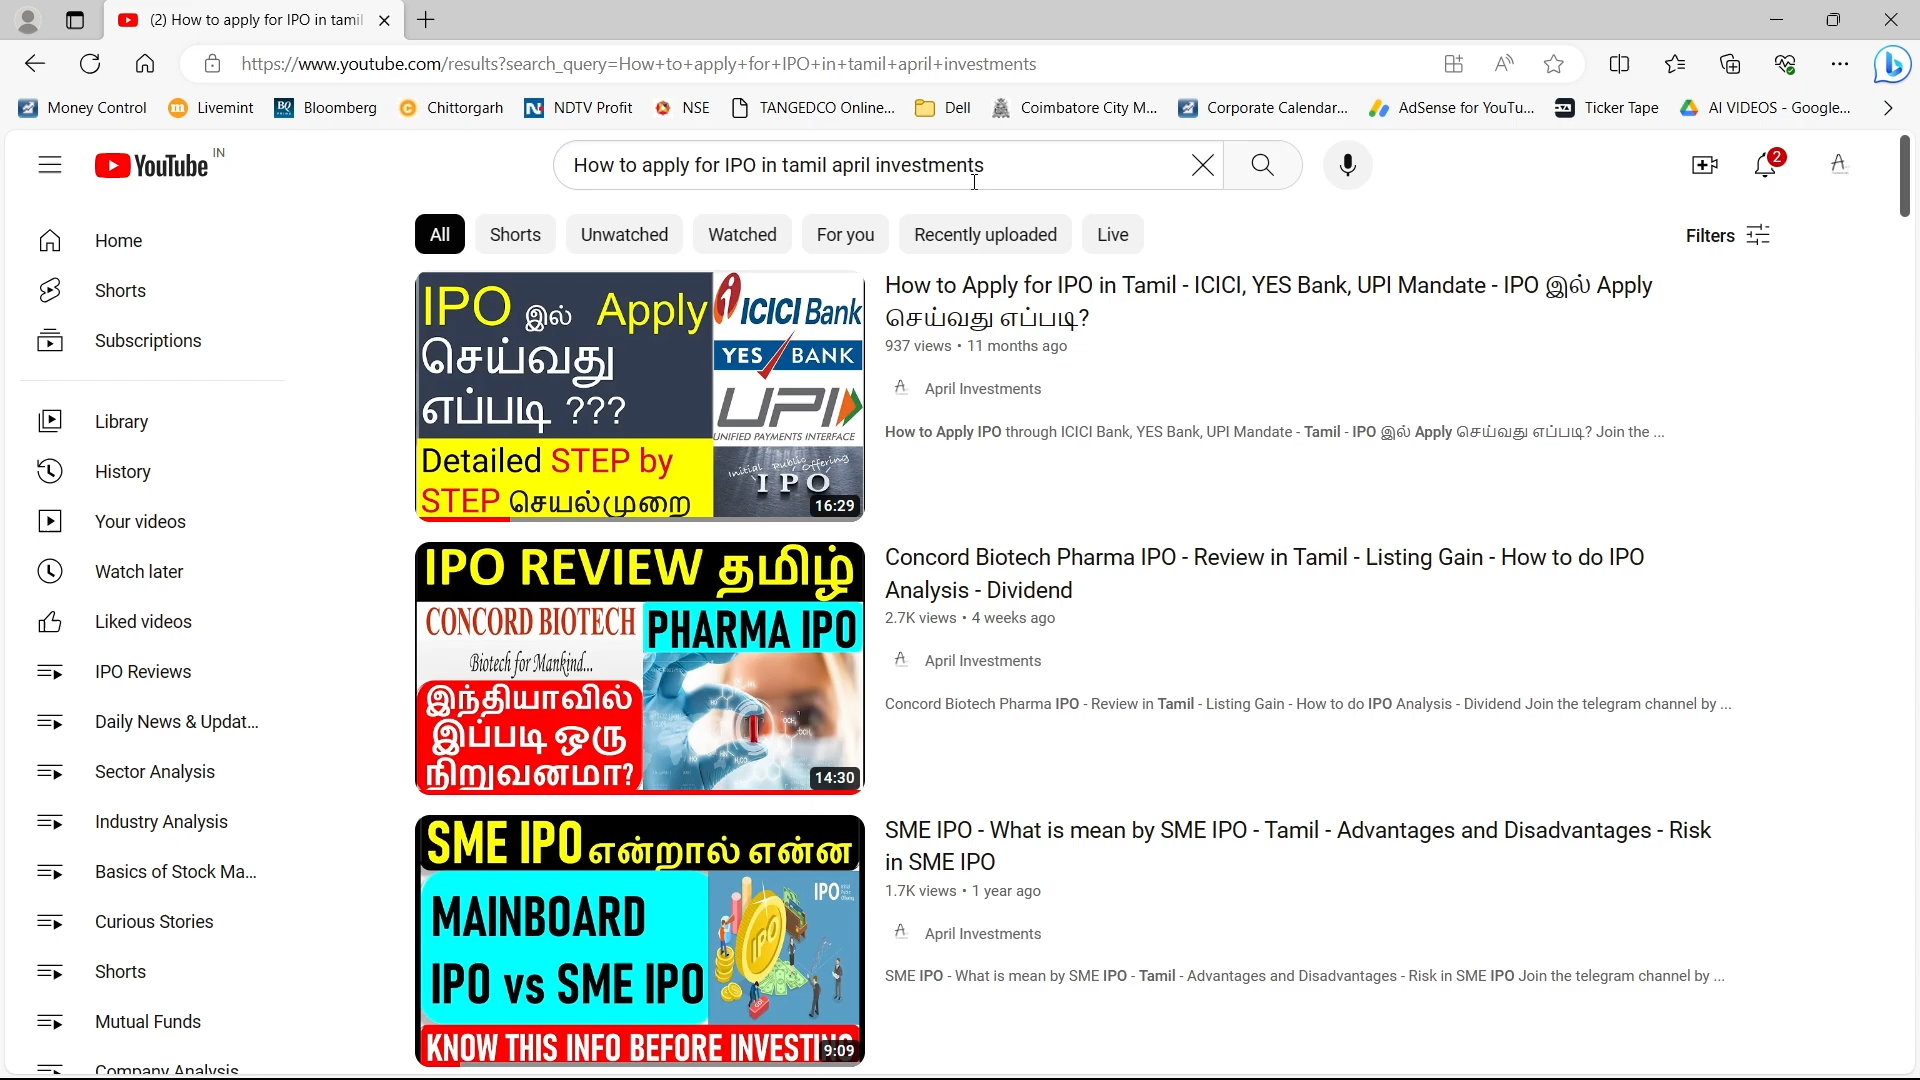 (2) How to apply for IPO in tamil
https://www.youtube.com/results?search_query=How+to+apply+for+IPO+in+tamil+april+investments
Money Control Livemint Bloomberg Chittorgarh NDTV Profit NSE TANGEDCO Online... Dell Coimbatore City M... Corporate Calendar... AdSense for YouTu... Ticker Tape AI VIDEOS - Google...
YouTube IN
How to apply for IPO in tamil april investments
2
All Shorts Unwatched Watched For you Recently uploaded Live
Filters
Home
Shorts
Subscriptions
Library
History
Your videos
Watch later
Liked videos
IPO Reviews
Daily News & Updat...
Sector Analysis
Industry Analysis
Basics of Stock Ma...
Curious Stories
Shorts
Mutual Funds
Company Analysis
IPO இல் Apply
செய்வது
எப்படி ???
Detailed STEP by
STEP செயல்முறை
ICICI Bank
YES BANK
UPI
UNIFIED PAYMENTS INTERFACE
Initial Public Offering
'IPO
16:29
How to Apply for IPO in Tamil - ICICI, YES Bank, UPI Mandate - IPO இல் Apply
செய்வது எப்படி?
937 views • 11 months ago
April Investments
How to Apply IPO through ICICI Bank, YES Bank, UPI Mandate - Tamil - IPO இல் Apply செய்வது எப்படி? Join the ...
IPO REVIEW தமிழ்
CONCORD BIOTECH
Biotech for Mankind...
PHARMA IPO
இந்தியாவில்
இப்படி ஒரு
நிறுவனமா?
14:30
Concord Biotech Pharma IPO - Review in Tamil - Listing Gain - How to do IPO
Analysis - Dividend
2.7K views • 4 weeks ago
April Investments
Concord Biotech Pharma IPO - Review in Tamil - Listing Gain - How to do IPO Analysis - Dividend Join the telegram channel by ...
SME IPO என்றால் என்ன
MAINBOARD
IPO vs SME IPO
IPO
IPO
KNOW THIS INFO BEFORE INVESTING
9:09
SME IPO - What is mean by SME IPO - Tamil - Advantages and Disadvantages - Risk
in SME IPO
1.7K views • 1 year ago
April Investments
SME IPO - What is mean by SME IPO - Tamil - Advantages and Disadvantages - Risk in SME IPO Join the telegram channel by ...